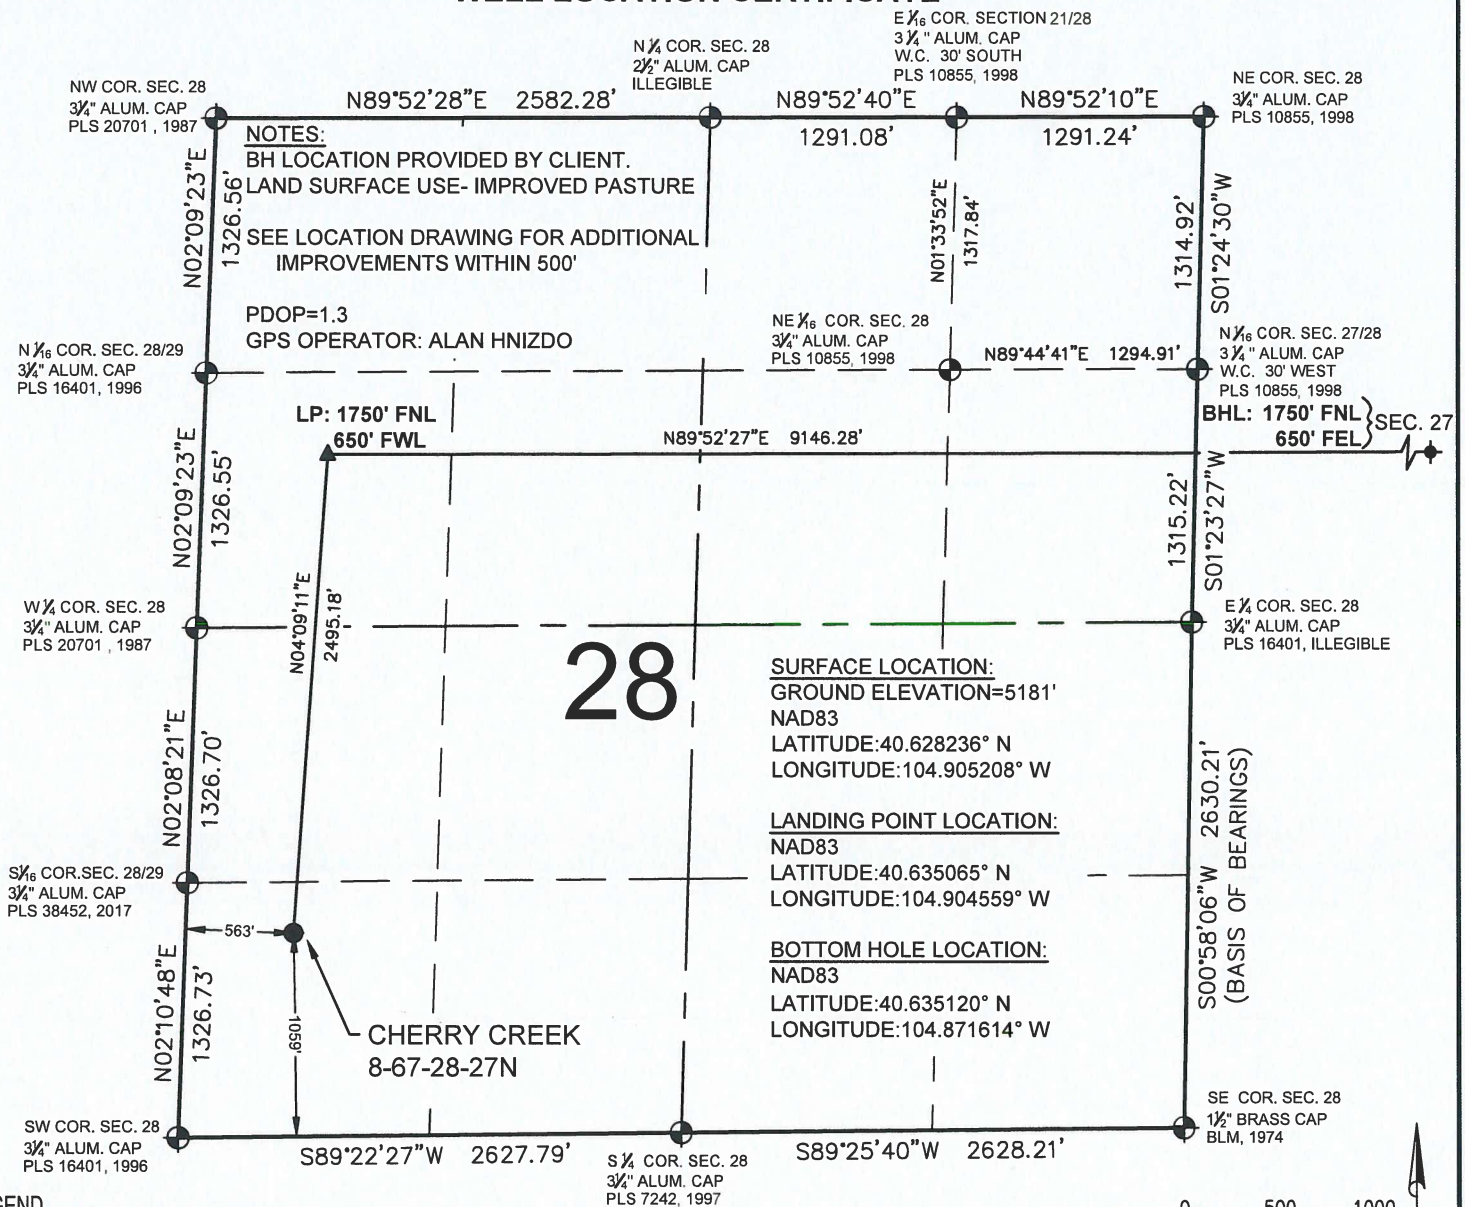 WELL LOCATION CERTIFICATE
E 1/16 COR. SECTION 21/28
3 1/4" ALUM. CAP
W.C. 30' SOUTH
PLS 10855, 1998
N 1/4 COR. SEC. 28
2 1/2" ALUM. CAP
ILLEGIBLE
NW COR. SEC. 28
3 1/4" ALUM. CAP
PLS 20701 , 1987
NE COR. SEC. 28
3 1/4" ALUM. CAP
PLS 10855, 1998
N89°52'28"E 2582.28'
N89°52'40"E
1291.08'
N89°52'10"E
1291.24'
NOTES:
BH LOCATION PROVIDED BY CLIENT.
LAND SURFACE USE- IMPROVED PASTURE
SEE LOCATION DRAWING FOR ADDITIONAL
IMPROVEMENTS WITHIN 500'
PDOP=1.3
GPS OPERATOR: ALAN HNIZDO
N02°09'23"E
1326.56'
N01°33'52"E
1317.84'
1314.92'
S01°24'30"W
NE 1/16 COR. SEC. 28
3 1/4" ALUM. CAP
PLS 10855, 1998
N89°44'41"E 1294.91'
N 1/16 COR. SEC. 27/28
3 1/4" ALUM. CAP
W.C. 30' WEST
PLS 10855, 1998
N 1/16 COR. SEC. 28/29
3 1/4" ALUM. CAP
PLS 16401, 1996
LP: 1750' FNL
650' FWL
BHL: 1750' FNL
650' FEL
SEC. 27
N89°52'27"E 9146.28'
N02°09'23"E
1326.55'
1315.22'
S01°23'27"W
N04°09'11"E
2495.18'
W 1/4 COR. SEC. 28
3 1/4" ALUM. CAP
PLS 20701 , 1987
E 1/4 COR. SEC. 28
3 1/4" ALUM. CAP
PLS 16401, ILLEGIBLE
28
SURFACE LOCATION:
GROUND ELEVATION=5181'
NAD83
LATITUDE:40.628236° N
LONGITUDE:104.905208° W
LANDING POINT LOCATION:
NAD83
LATITUDE:40.635065° N
LONGITUDE:104.904559° W
BOTTOM HOLE LOCATION:
NAD83
LATITUDE:40.635120° N
LONGITUDE:104.871614° W
N02°08'21"E
1326.70'
S00°58'06"W 2630.21'
(BASIS OF BEARINGS)
S 1/16 COR.SEC. 28/29
3 1/4" ALUM. CAP
PLS 38452, 2017
563'
1059'
N02°10'48"E
1326.73'
CHERRY CREEK
8-67-28-27N
SW COR. SEC. 28
3 1/4" ALUM. CAP
PLS 16401, 1996
S89°22'27"W 2627.79'
S 1/4 COR. SEC. 28
3 1/4" ALUM. CAP
PLS 7242, 1997
S89°25'40"W 2628.21'
SE COR. SEC. 28
1 1/2" BRASS CAP
BLM, 1974
0 500 1000